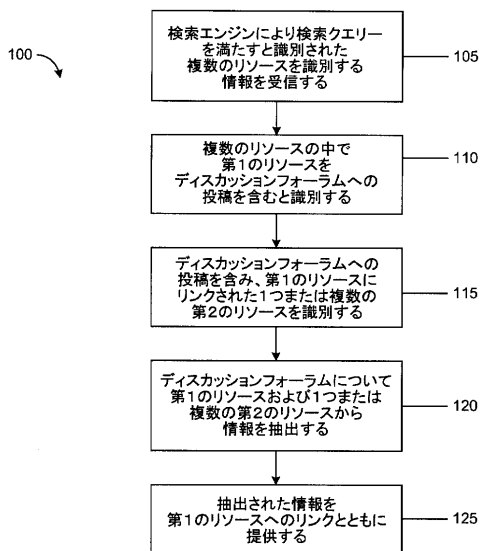 100
検索エンジンにより検索クエリー
を満たすと識別された
複数のリソースを識別する
情報を受信する
105
複数のリソースの中で
第1のリソースを
ディスカッションフォーラムへの
投稿を含むと識別する
110
ディスカッションフォーラムへの
投稿を含み、第1のリソースに
リンクされた1つまたは複数の
第2のリソースを識別する
115
ディスカッションフォーラムについて
第1のリソースおよび1つまたは
複数の第2のリソースから
情報を抽出する
120
抽出された情報を
第1のリソースへのリンクとともに
提供する
125